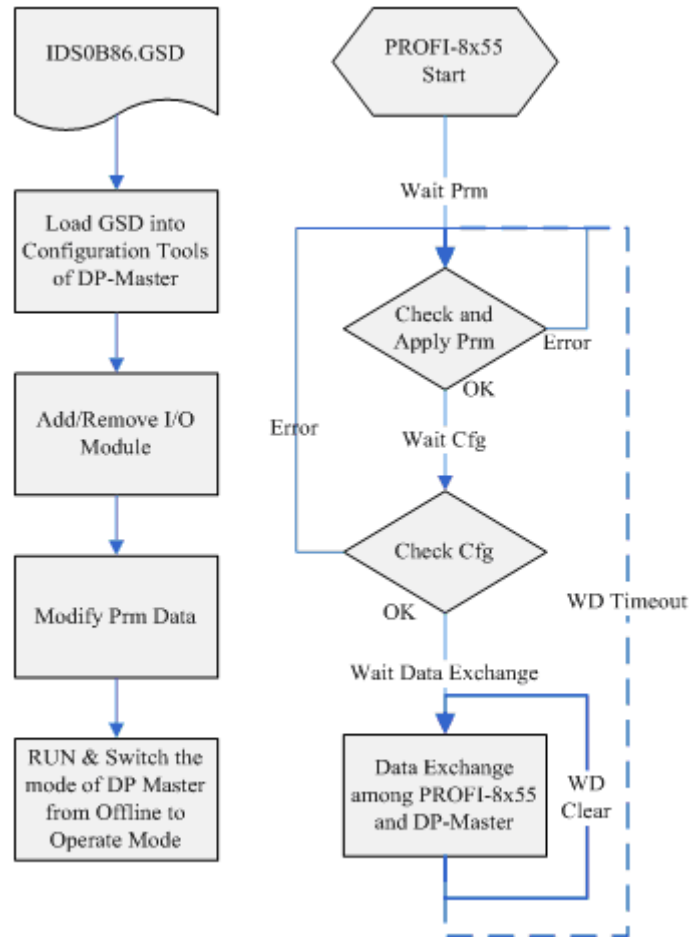 IDS0B86.GSD
Load GSD into
Configuration Tools
of DP-Master
Add/Remove I/O
Module
Modify Prm Data
RUN & Switch the
mode of DP Master
from Offline to
Operate Mode
PROFI-8x55
Start
Wait Prm
Check and
Apply Prm
Error
OK
Wait Cfg
Error
Check Cfg
OK
WD Timeout
Wait Data Exchange
Data Exchange
among PROFI-8x55
and DP-Master
WD
Clear